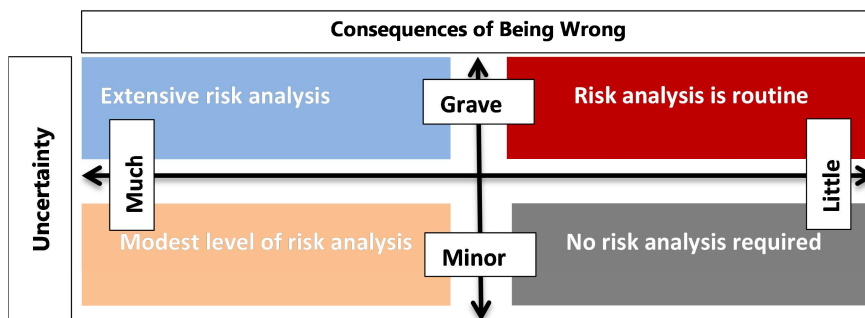 Consequences of Being Wrong
Extensive risk analysis
Grave
Risk analysis is routine
Uncertainty
Much
Little
Modest level of risk analysis
Minor
No risk analysis required